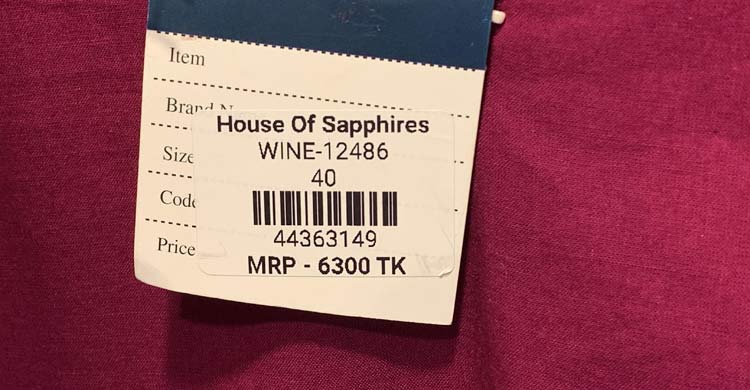 Item
Brand N
House Of Sapphires
WINE-12486
Size
40
Code
44363149
Price
MRP - 6300 TK